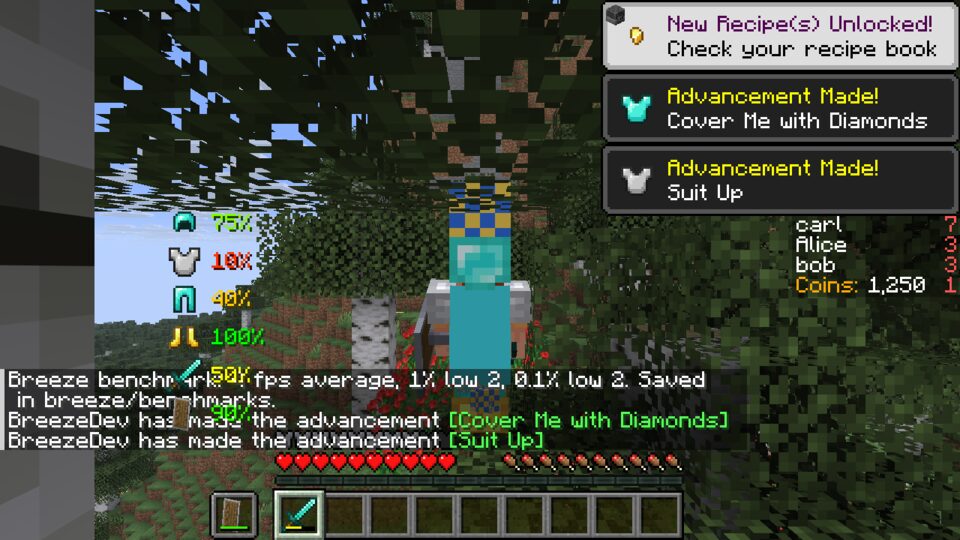 New Recipe(s) Unlocked!
Check your recipe book
Advancement Made!
Cover Me with Diamonds
Advancement Made!
Suit Up
carl 7
Alice 3
bob 3
Coins: 1,250 1
75%
10%
40%
100%
50%
90%
Breeze fps average, 1% low 2, 0.1% low 2. Saved
in breeze/benchmarks.
BreezeDev has made the advancement [Cover Me with Diamonds]
BreezeDev has made the advancement [Suit Up]